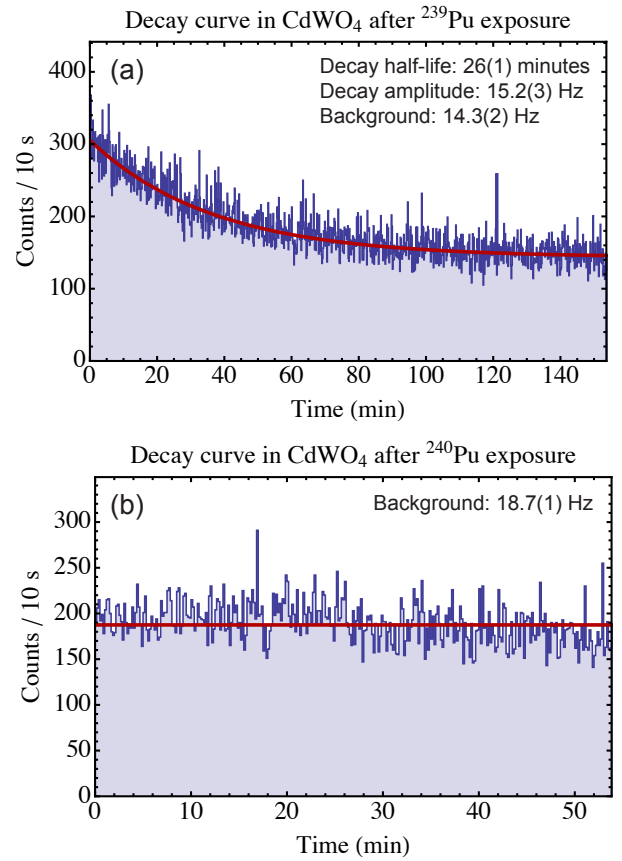 Decay curve in CdWO₄ after ²³⁹Pu exposure
(a)
Decay half-life: 26(1) minutes
Decay amplitude: 15.2(3) Hz
Background: 14.3(2) Hz
Counts / 10 s
400
300
200
100
0
0 20 40 60 80 100 120 140
Time (min)
Decay curve in CdWO₄ after ²⁴⁰Pu exposure
(b)
Background: 18.7(1) Hz
Counts / 10 s
300
250
200
150
100
50
0
0 10 20 30 40 50
Time (min)